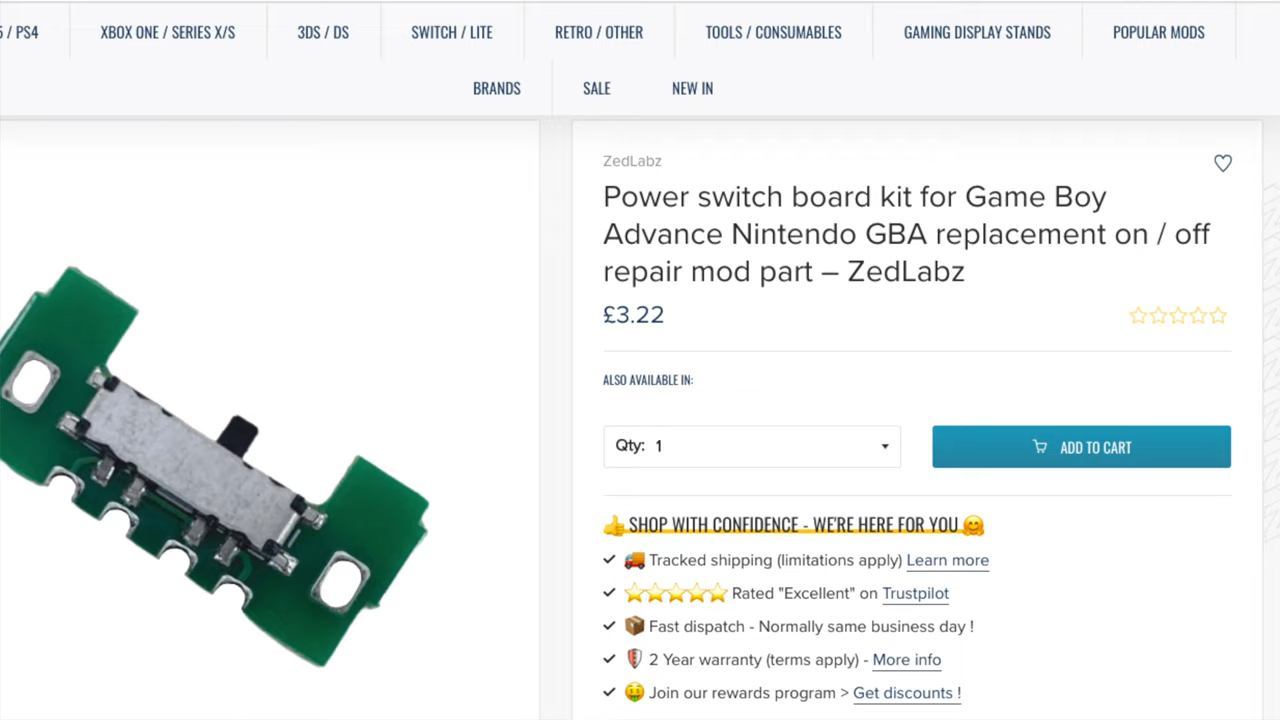 5 / PS4 XBOX ONE / SERIES X/S 3DS / DS SWITCH / LITE RETRO / OTHER TOOLS / CONSUMABLES GAMING DISPLAY STANDS POPULAR MODS
BRANDS SALE NEW IN
ZedLabz
Power switch board kit for Game Boy
Advance Nintendo GBA replacement on / off
repair mod part – ZedLabz
£3.22
ALSO AVAILABLE IN:
Qty: 1
ADD TO CART
👍SHOP WITH CONFIDENCE - WE'RE HERE FOR YOU 🤗
✓ 🚚 Tracked shipping (limitations apply) Learn more
✓ ⭐⭐⭐⭐⭐ Rated "Excellent" on Trustpilot
✓ 📦 Fast dispatch - Normally same business day !
✓ 2 Year warranty (terms apply) - More info
✓ 🤑 Join our rewards program > Get discounts !